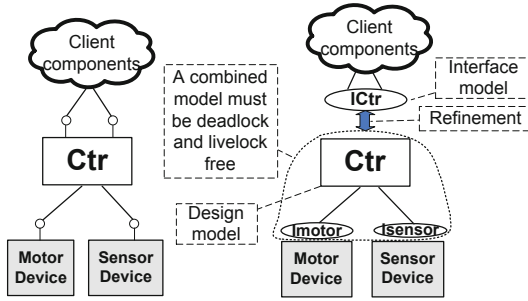 Client
components
Ctr
Motor
Device
Sensor
Device
A combined
model must
be deadlock
and livelock
free
Design
model
Client
components
ICtr
Interface
model
Refinement
Ctr
Imotor
Isensor
Motor
Device
Sensor
Device